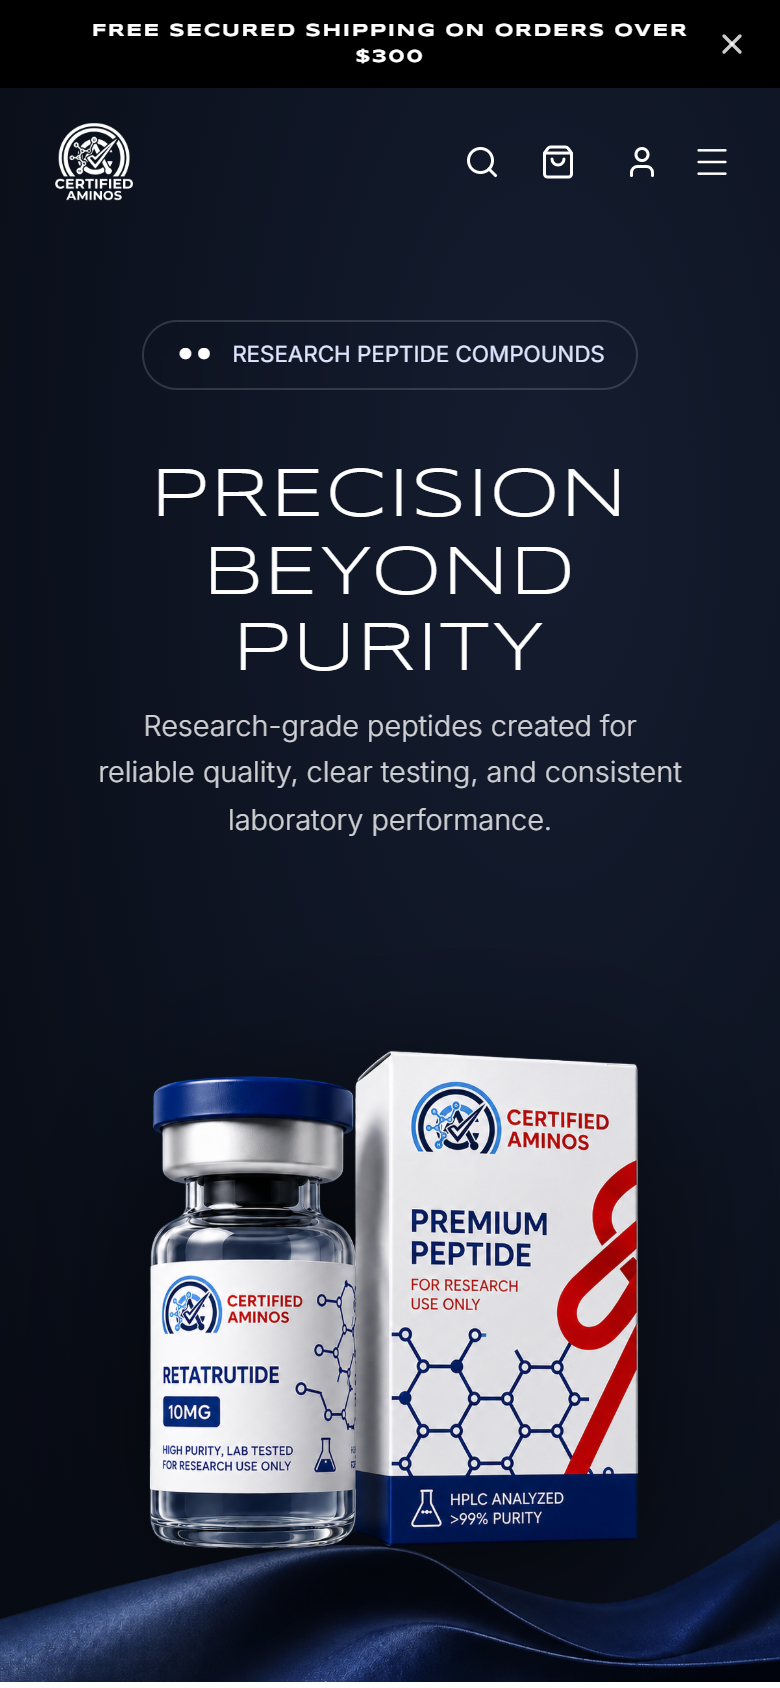 FREE SECURED SHIPPING ON ORDERS OVER
$300
CERTIFIED
AMINOS
RESEARCH PEPTIDE COMPOUNDS
PRECISION
BEYOND
PURITY
Research-grade peptides created for
reliable quality, clear testing, and consistent
laboratory performance.
CERTIFIED
AMINOS
PREMIUM
PEPTIDE
FOR RESEARCH
USE ONLY
HPLC ANALYZED
>99% PURITY
CERTIFIED
AMINOS
RETATRUTIDE
10MG
HIGH PURITY, LAB TESTED
FOR RESEARCH USE ONLY